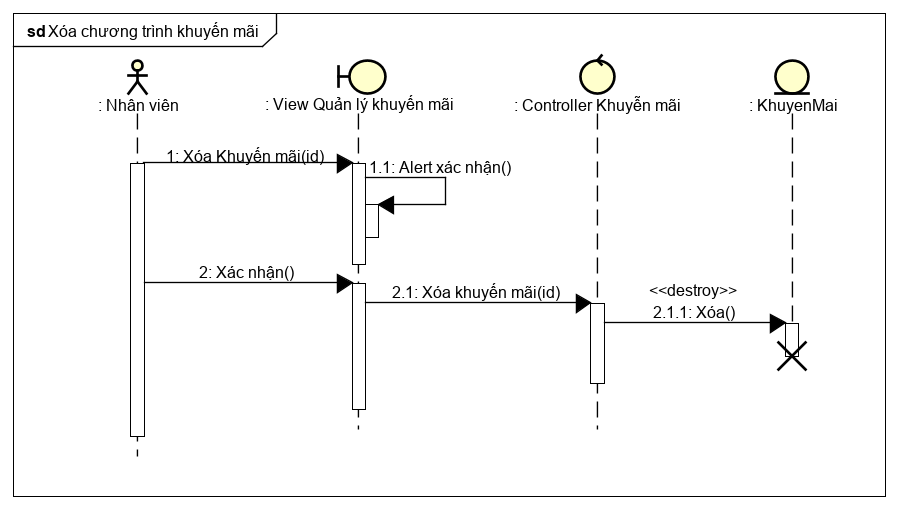 sd Xóa chương trình khuyến mãi
: Nhân viên
: View Quản lý khuyến mãi
: Controller Khuyễn mãi
: KhuyenMai
1: Xóa Khuyến mãi(id)
1.1: Alert xác nhận()
2: Xác nhận()
2.1: Xóa khuyến mãi(id)
<<destroy>>
2.1.1: Xóa()